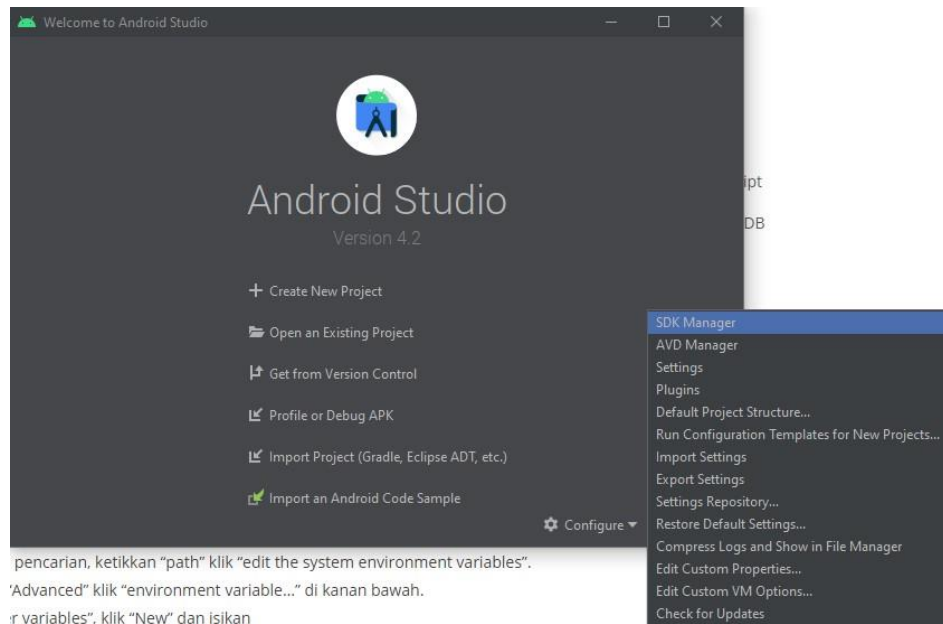 Welcome to Android Studio
ipt
Android Studio
DB
Version 4.2
Create New Project
Open an Existing Project
Get from Version Control
Profile or Debug APK
Import Project (Gradle, Eclipse ADT, etc.)
Import an Android Code Sample
Configure
SDK Manager
AVD Manager
Settings
Plugins
Default Project Structure...
Run Configuration Templates for New Projects...
Import Settings
Export Settings
Settings Repository...
Restore Default Settings...
Compress Logs and Show in File Manager
Edit Custom Properties...
Edit Custom VM Options...
Check for Updates
pencarian, ketikkan “path” klik “edit the system environment variables”.
“Advanced” klik “environment variable...” di kanan bawah.
r variables”, klik “New” dan isikan